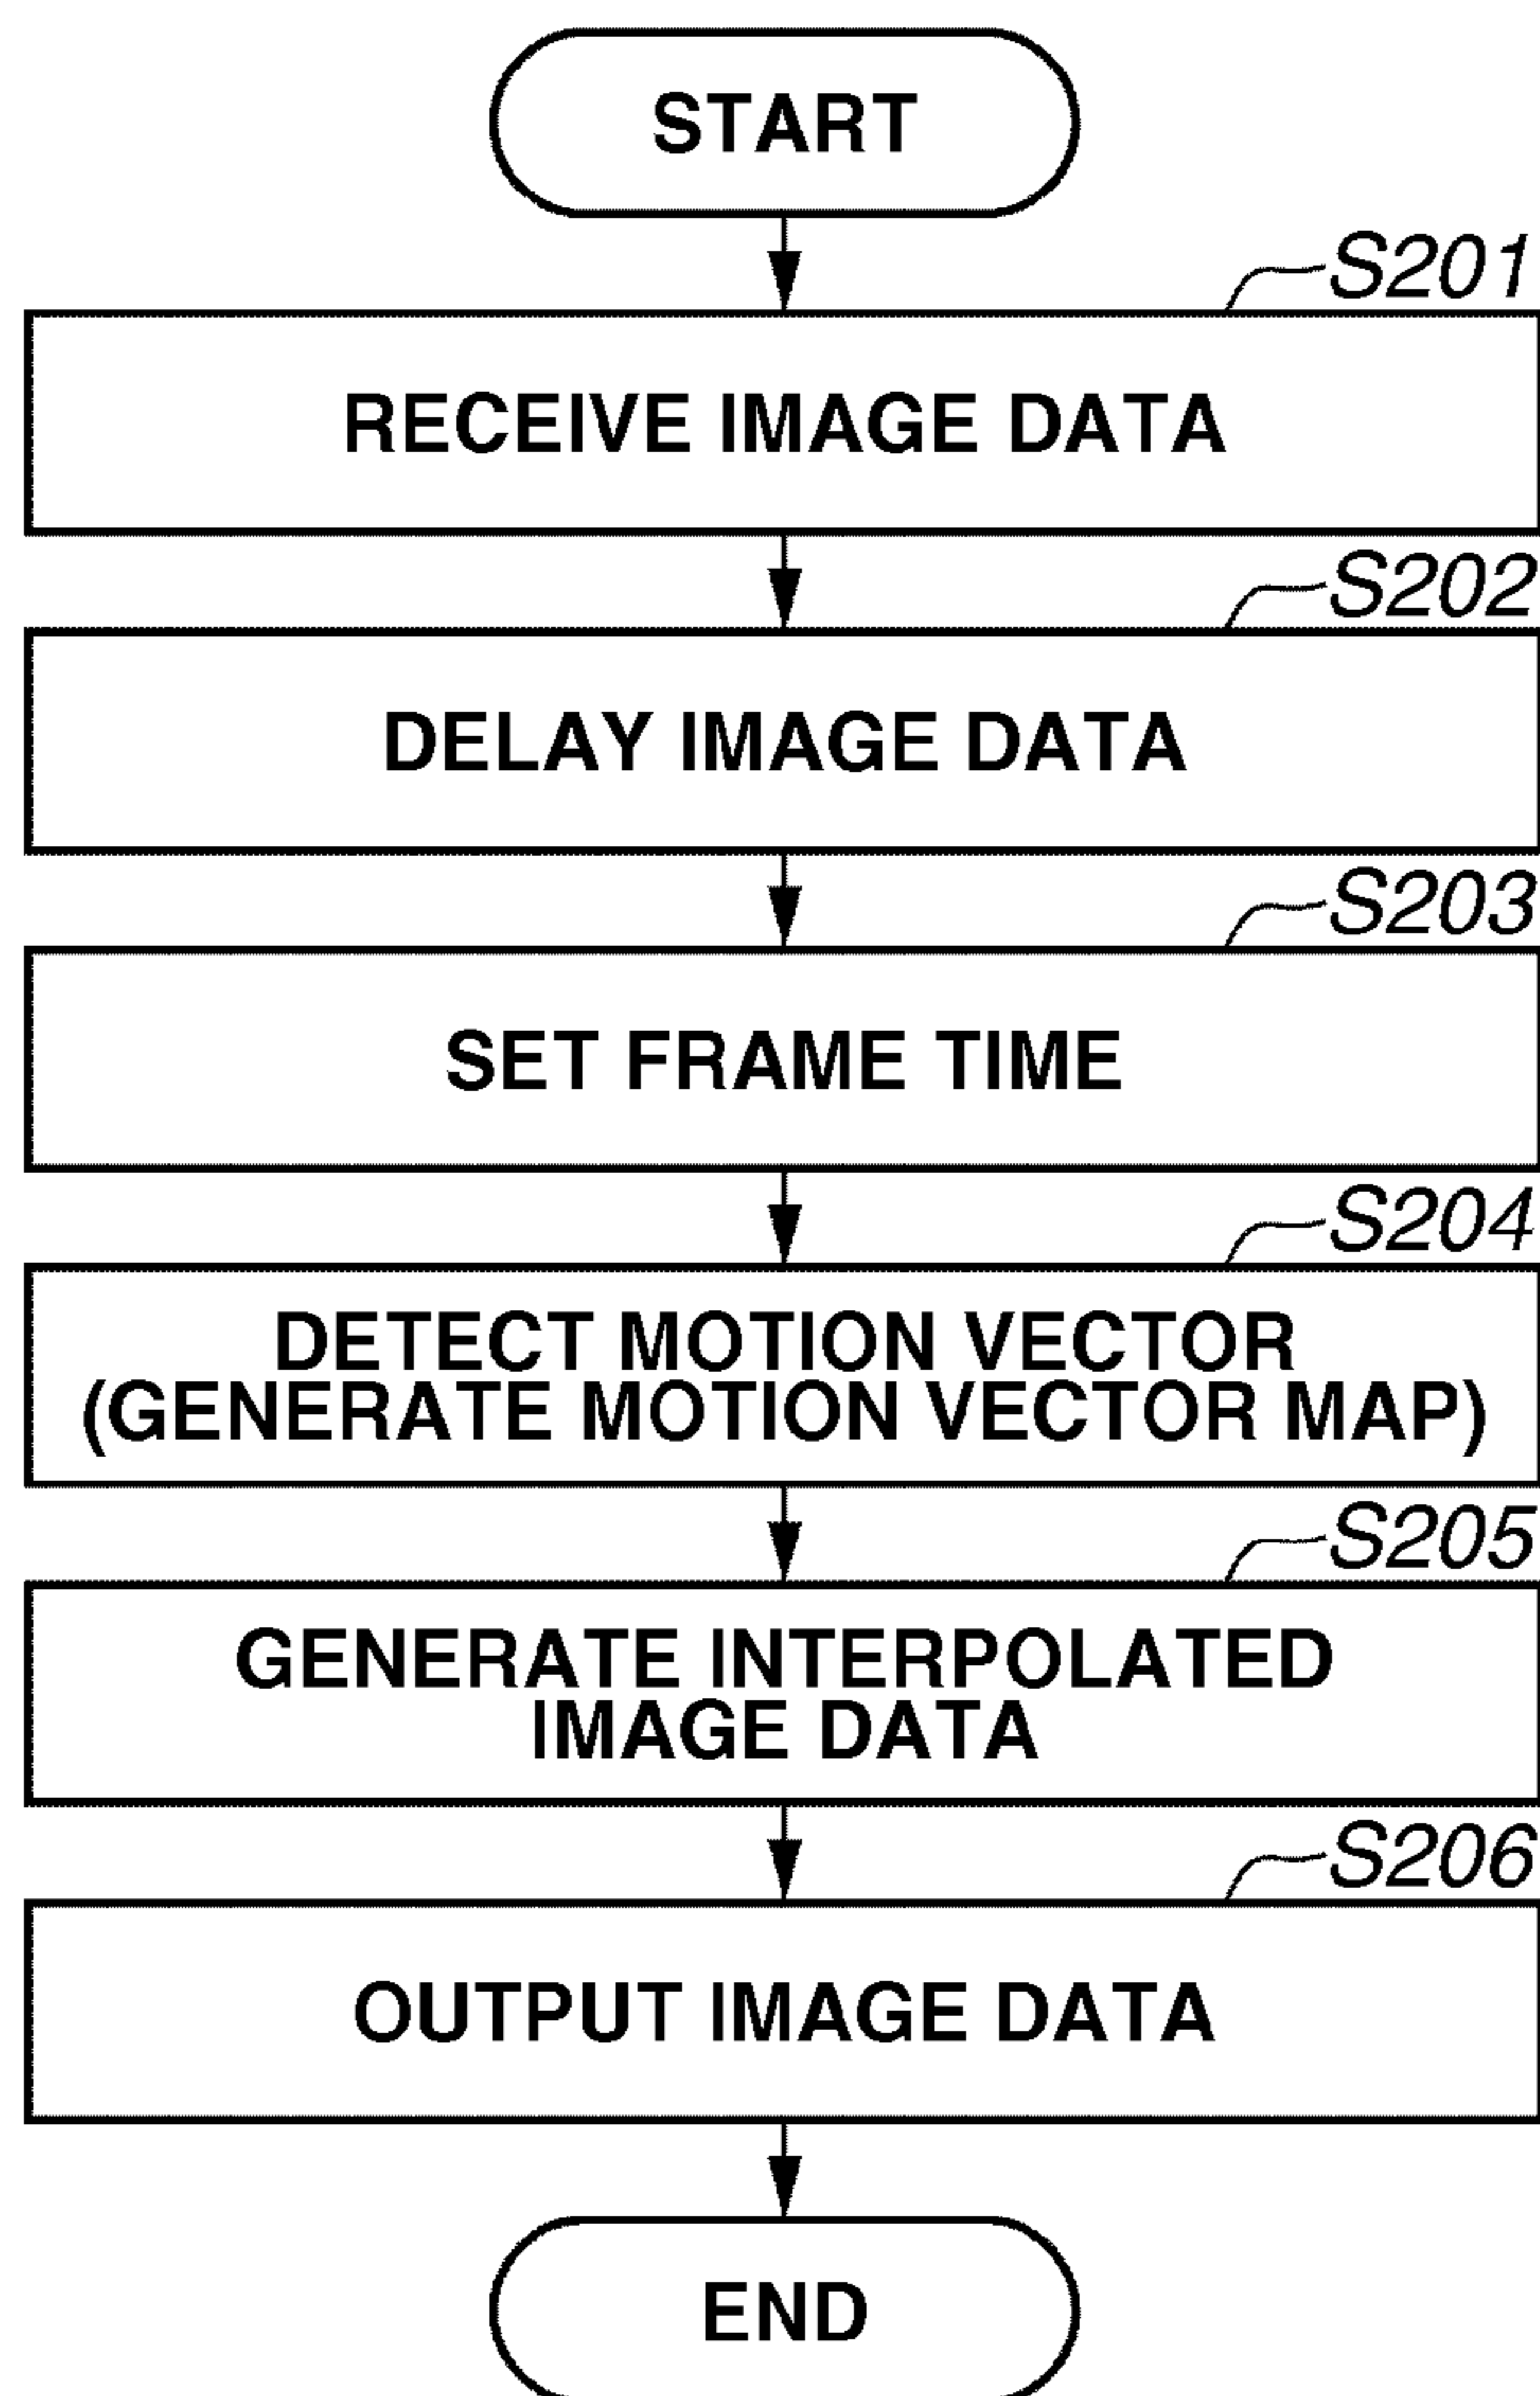 START
S201
RECEIVE IMAGE DATA
S202
DELAY IMAGE DATA
S203
SET FRAME TIME
S204
DETECT MOTION VECTOR
(GENERATE MOTION VECTOR MAP)
S205
GENERATE INTERPOLATED
IMAGE DATA
S206
OUTPUT IMAGE DATA
END